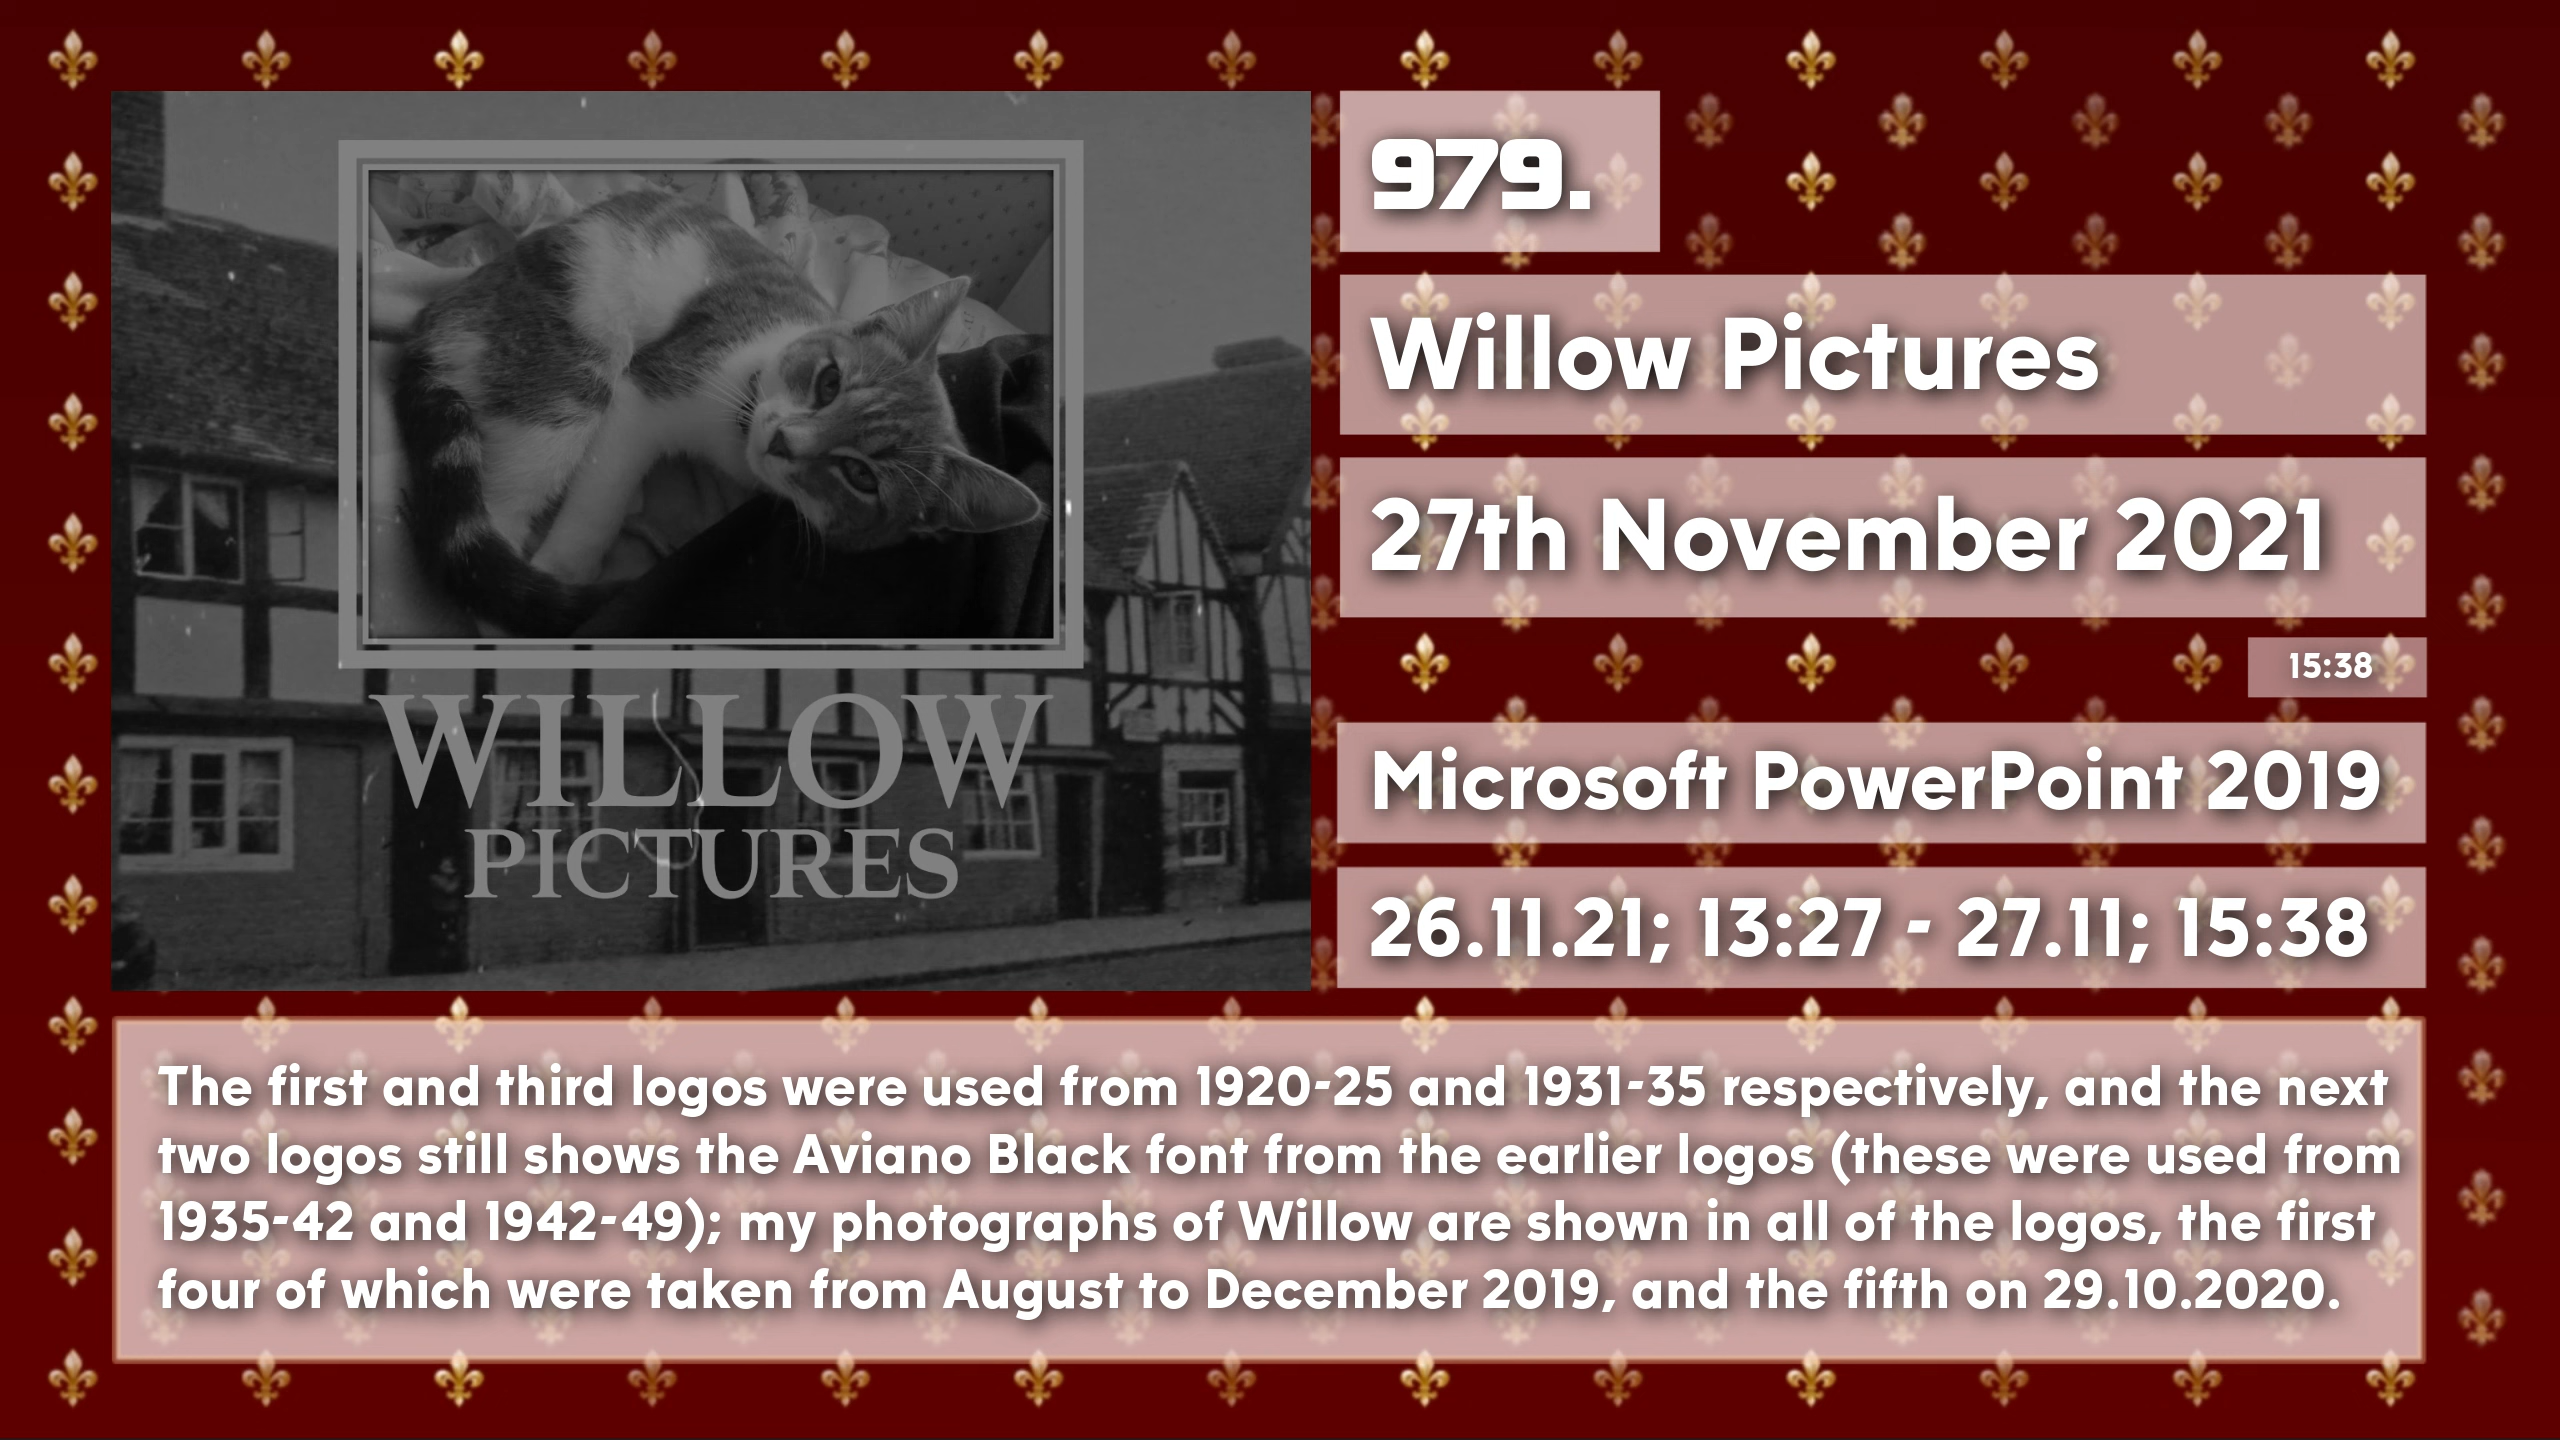 WILLOW
PICTURES
979.
Willow Pictures
27th November 2021
15:38
Microsoft PowerPoint 2019
26.11.21; 13:27 - 27.11; 15:38
The first and third logos were used from 1920-25 and 1931-35 respectively, and the next
two logos still shows the Aviano Black font from the earlier logos (these were used from
1935-42 and 1942-49); my photographs of Willow are shown in all of the logos, the first
four of which were taken from August to December 2019, and the fifth on 29.10.2020.